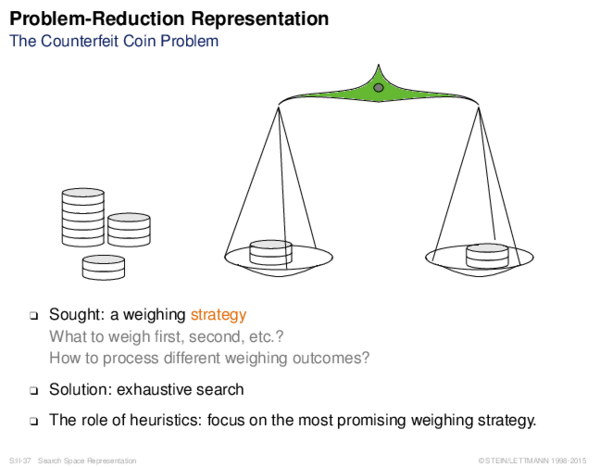 Problem-Reduction Representation
The Counterfeit Coin Problem
❑ Sought: a weighing strategy
What to weigh first, second, etc.?
How to process different weighing outcomes?
❑ Solution: exhaustive search
❑ The role of heuristics: focus on the most promising weighing strategy.
S:II-37 Search Space Representation
© STEIN/LETTMANN 1998-2015